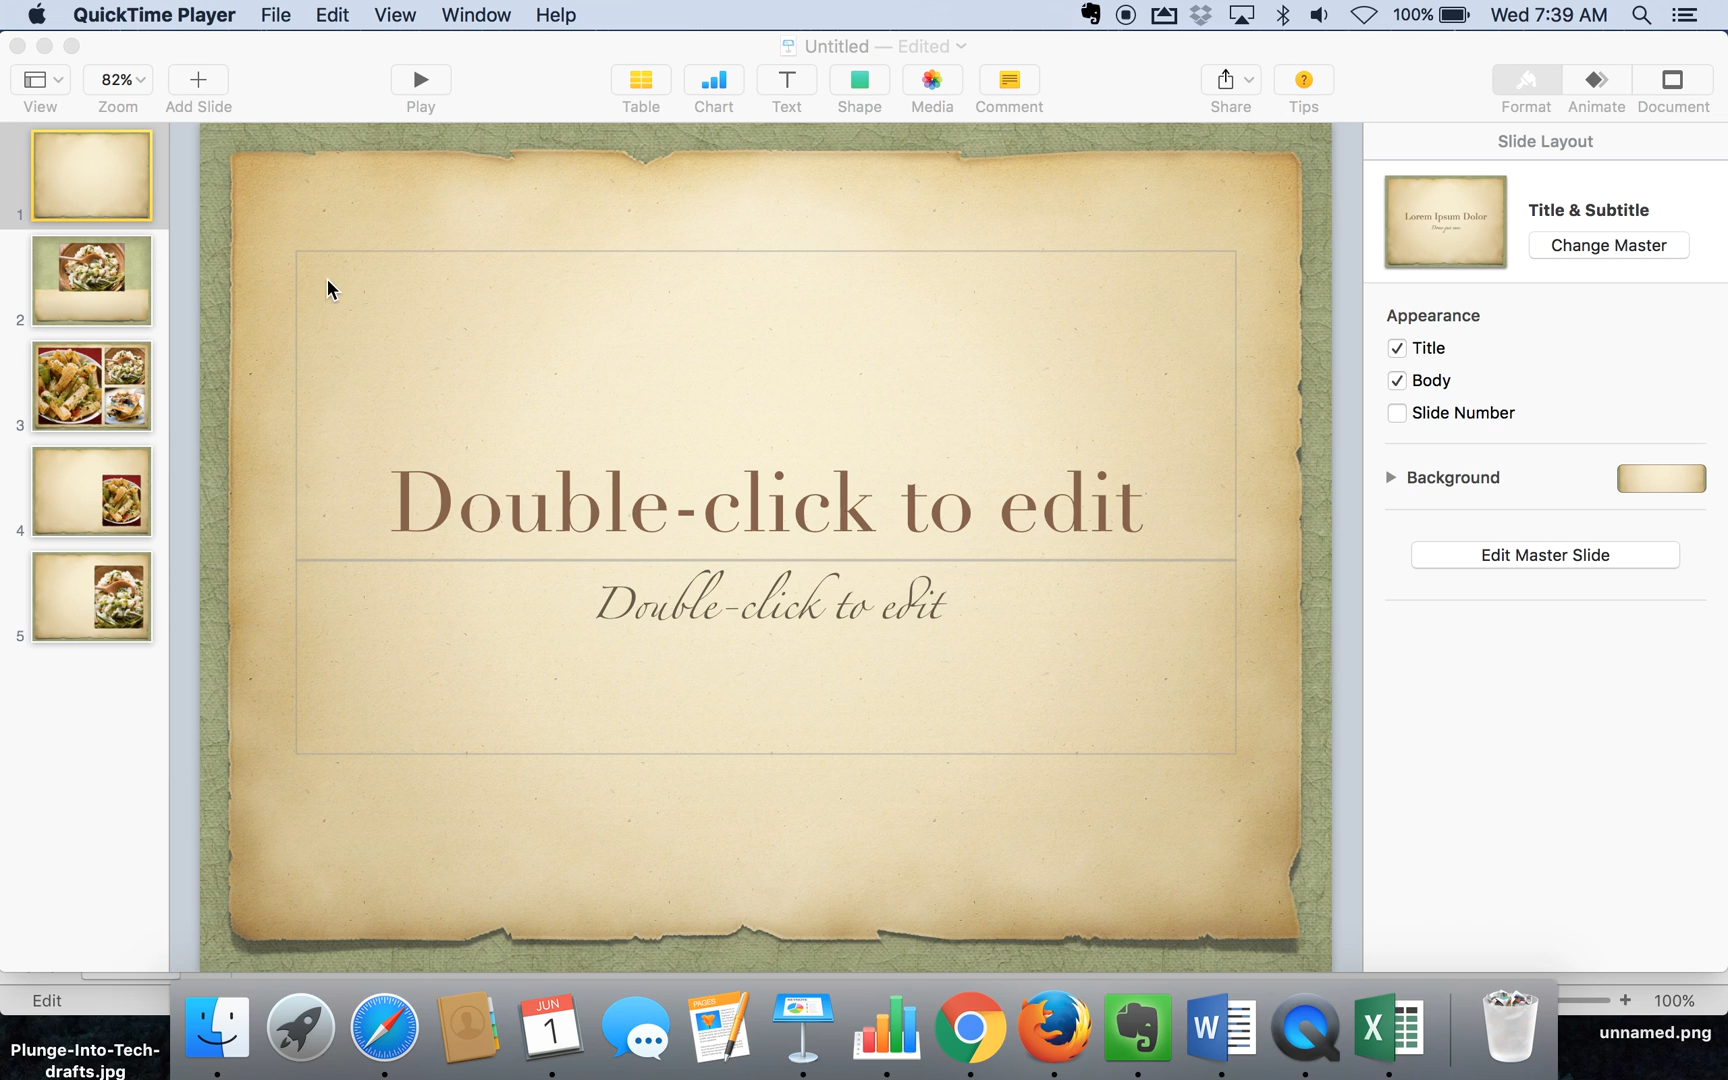 QuickTime Player File Edit View Window Help 100% Wed 7:39 AM
Untitled — Edited
82%
View Zoom Add Slide Play Table Chart Text Shape Media Comment Share Tips Format Animate Document
Slide Layout
Lorem Ipsum Dolor
Title & Subtitle
Change Master
Appearance
Title
Body
Slide Number
Background
Edit Master Slide
1
2
3
4
5
Double-click to edit
Double-click to edit
Edit
100%
JUN
1
PAGES
W
X
Plunge-Into-Tech-
drafts.jpg
unnamed.png